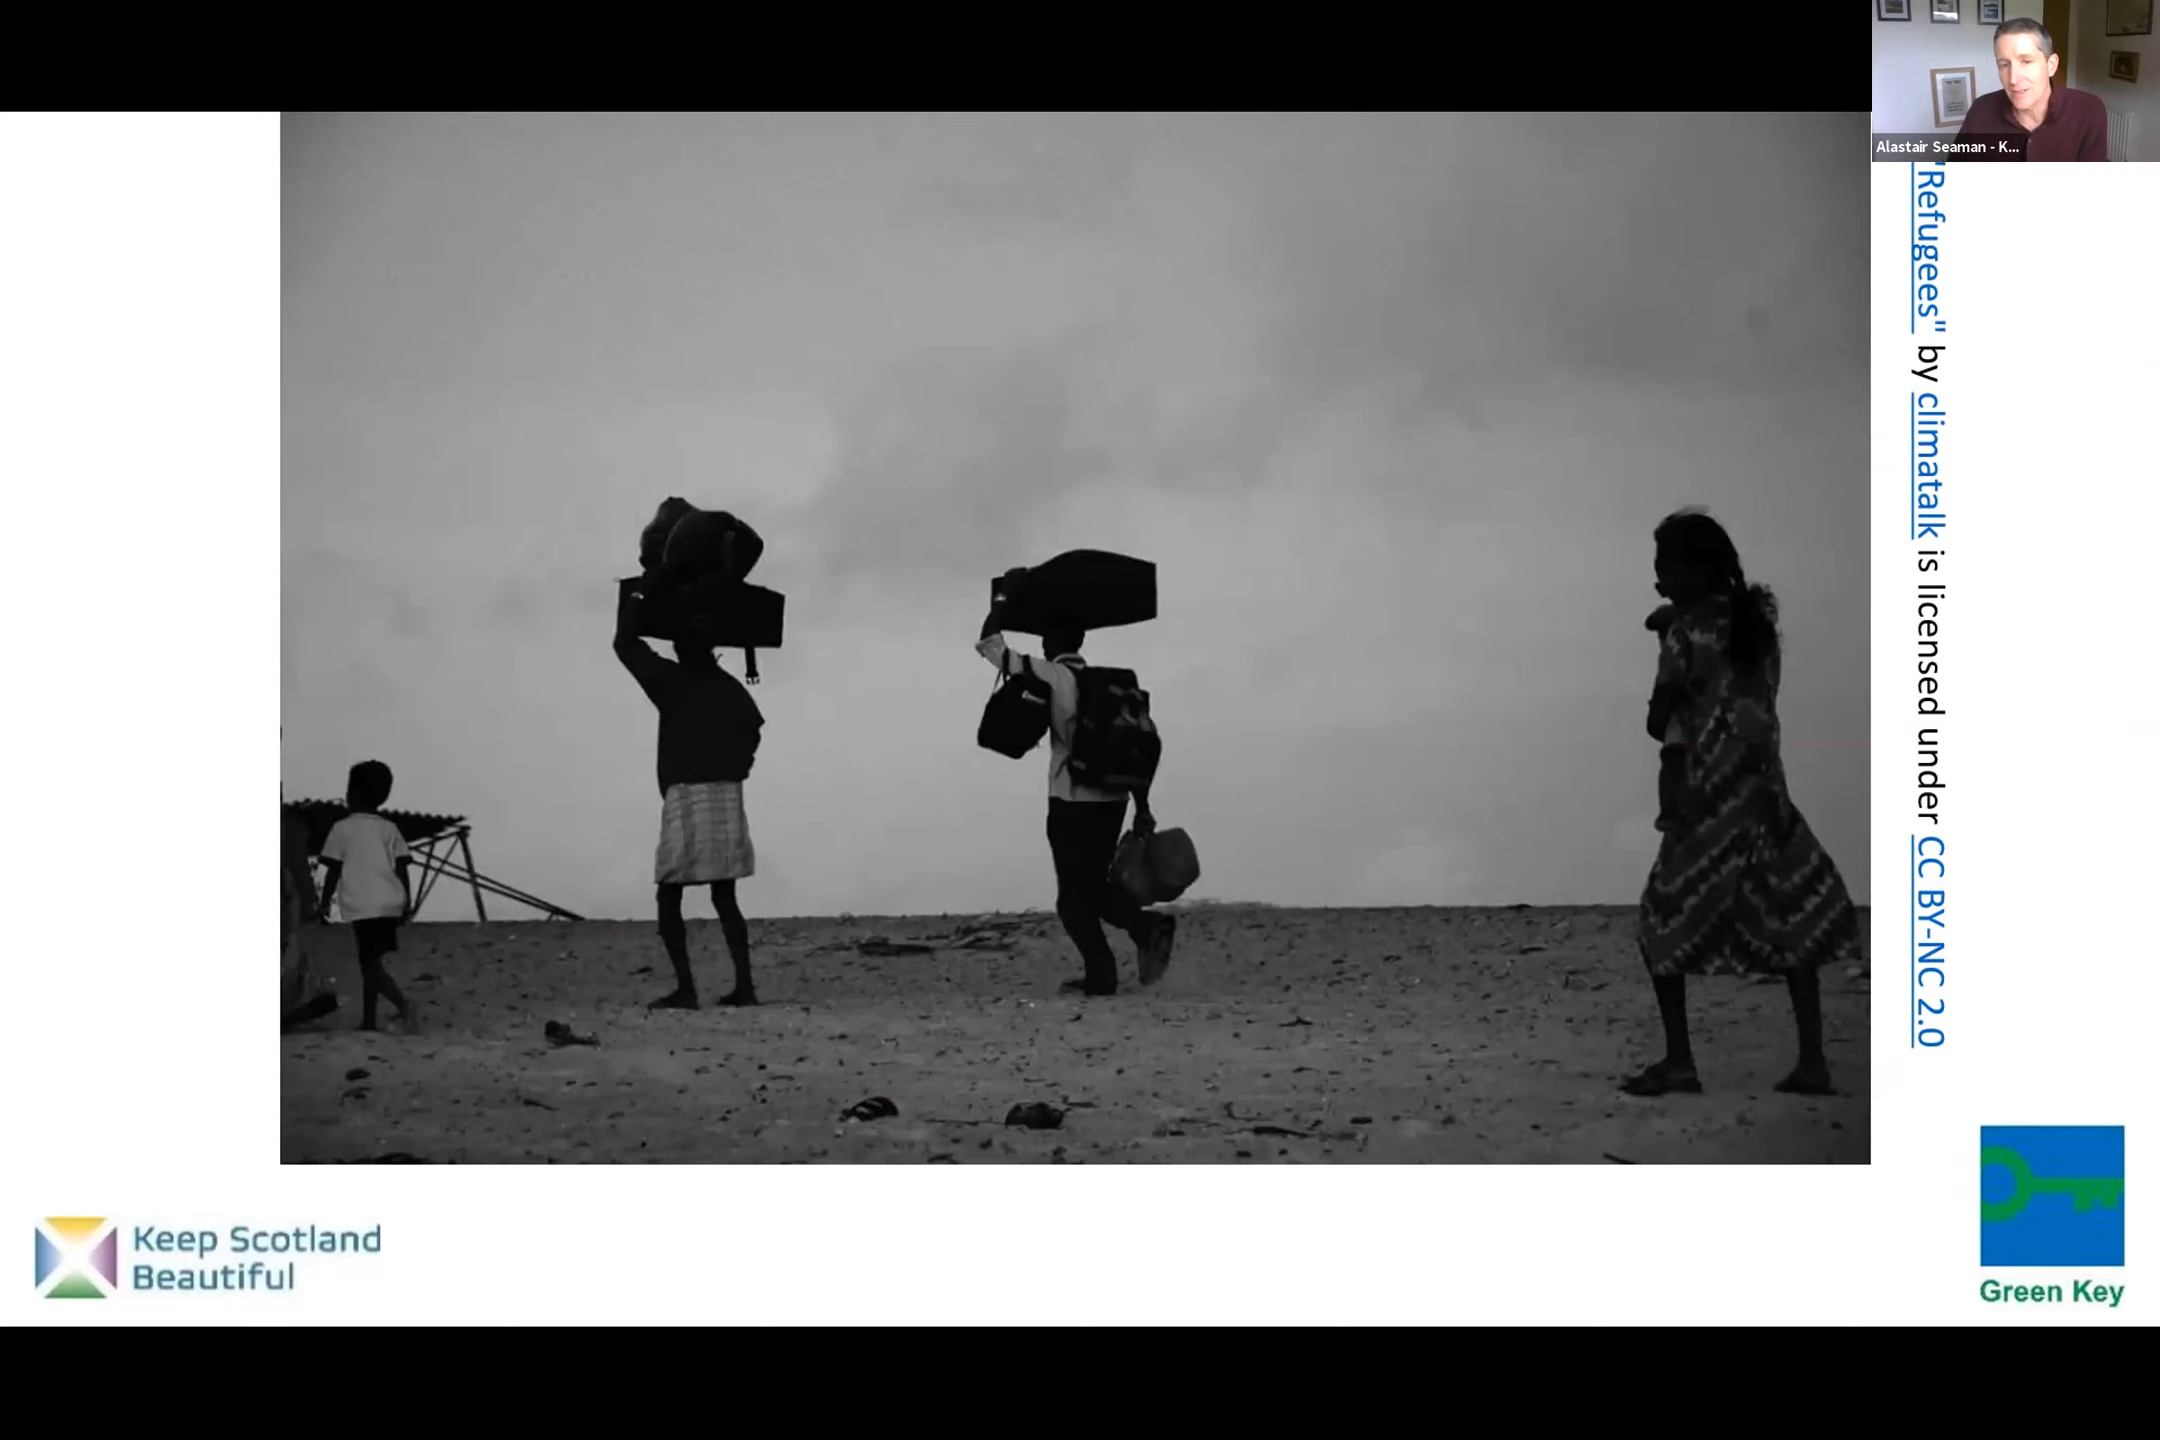 Alastair Seaman - K...
"Refugees" by climatalk is licensed under CC BY-NC 2.0
Keep Scotland
Beautiful
Green Key